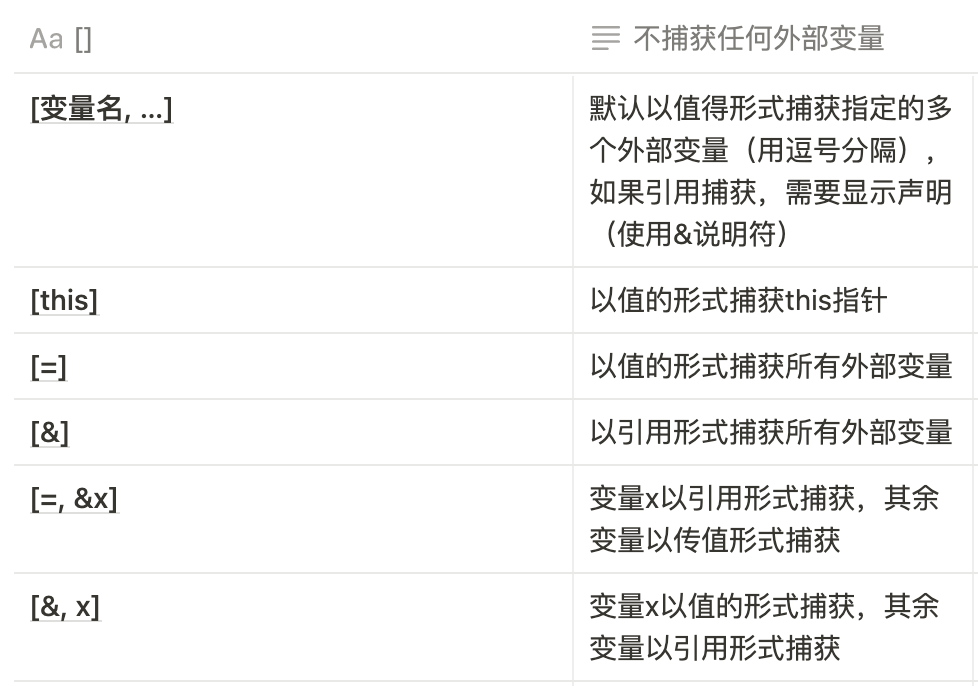 Aa []
不捕获任何外部变量
[变量名, ...]
默认以值得形式捕获指定的多
个外部变量（用逗号分隔），
如果引用捕获，需要显示声明
（使用&说明符）
[this]
以值的形式捕获this指针
[=]
以值的形式捕获所有外部变量
[&]
以引用形式捕获所有外部变量
[=, &x]
变量x以引用形式捕获，其余
变量以传值形式捕获
[&, x]
变量x以值的形式捕获，其余
变量以引用形式捕获